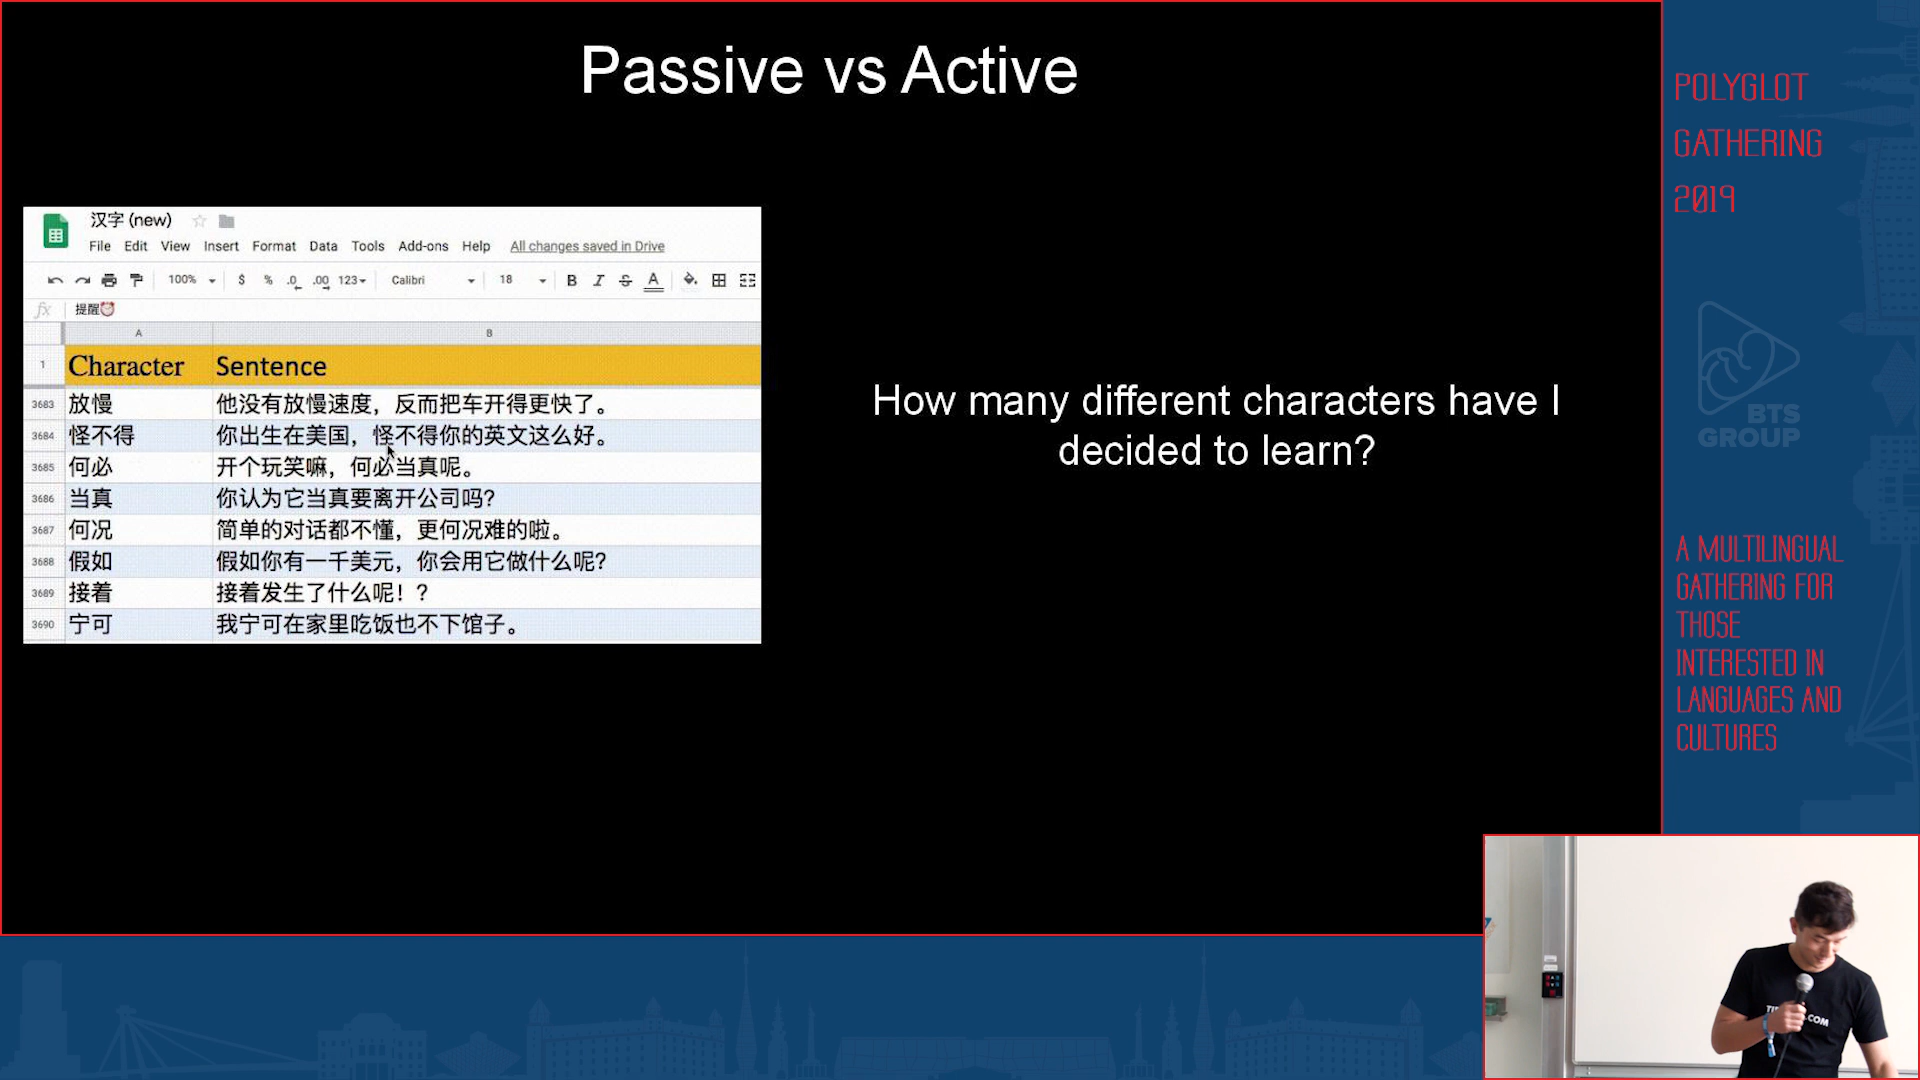 Passive vs Active
汉字 (new)
File Edit View Insert Format Data Tools Add-ons Help All changes saved in Drive
100% $ % .0 .00 123 Calibri 18 B I S A
fx 提醒⏰
A B
1 Character Sentence
3683 放慢 他没有放慢速度，反而把车开得更快了。
3684 怪不得 你出生在美国，怪不得你的英文这么好。
3685 何必 开个玩笑嘛，何必当真呢。
3686 当真 你认为它当真要离开公司吗?
3687 何况 简单的对话都不懂，更何况难的啦。
3688 假如 假如你有一千美元，你会用它做什么呢?
3689 接着 接着发生了什么呢！?
3690 宁可 我宁可在家里吃饭也不下馆子。
How many different characters have I
decided to learn?
POLYGLOT
GATHERING
2019
BTS
GROUP
A MULTILINGUAL
GATHERING FOR
THOSE
INTERESTED IN
LANGUAGES AND
CULTURES
.COM